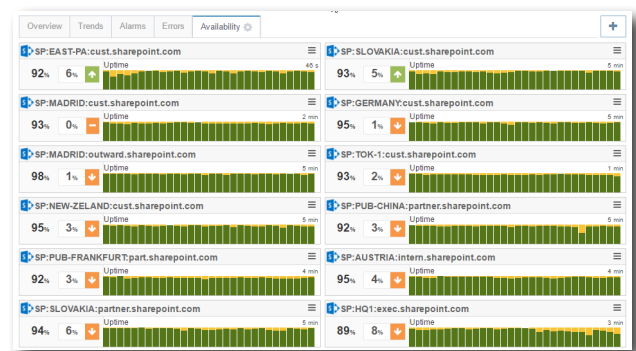 Overview Trends Alarms Errors Availability
SP:EAST-PA:cust.sharepoint.com
92% 6% Uptime 46 s
SP:SLOVAKIA:cust.sharepoint.com
93% 5% Uptime 5 min
SP:MADRID:cust.sharepoint.com
93% 0% Uptime 2 min
SP:GERMANY:cust.sharepoint.com
95% 1% Uptime 5 min
SP:MADRID:outward.sharepoint.com
98% 1% Uptime 5 min
SP:TOK-1:cust.sharepoint.com
93% 2% Uptime 1 min
SP:NEW-ZELAND:cust.sharepoint.com
95% 3% Uptime 5 min
SP:PUB-CHINA:partner.sharepoint.com
92% 3% Uptime 5 min
SP:PUB-FRANKFURT:part.sharepoint.com
92% 3% Uptime 4 min
SP:AUSTRIA:intern.sharepoint.com
95% 4% Uptime 4 min
SP:SLOVAKIA:partner.sharepoint.com
94% 6% Uptime 5 min
SP:HQ1:exec.sharepoint.com
89% 8% Uptime 3 min